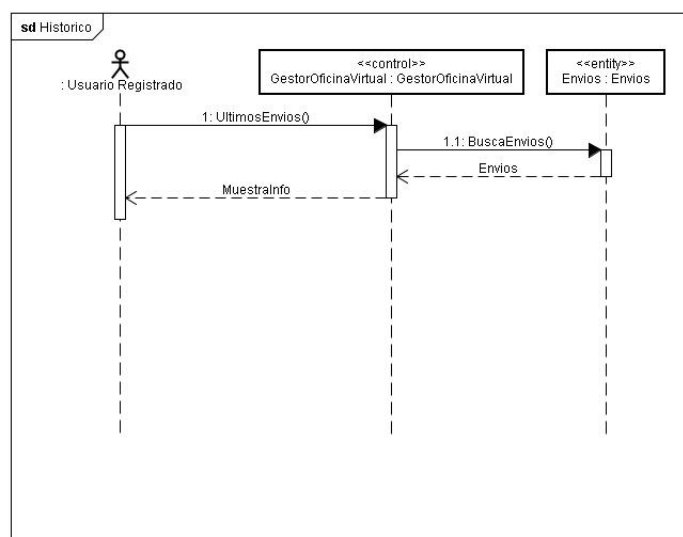 sd Historico
: Usuario Registrado
<<control>>
GestorOficinaVirtual : GestorOficinaVirtual
<<entity>>
Envios : Envios
1: UltimosEnvios()
1.1: BuscaEnvios()
Envios
MuestraInfo